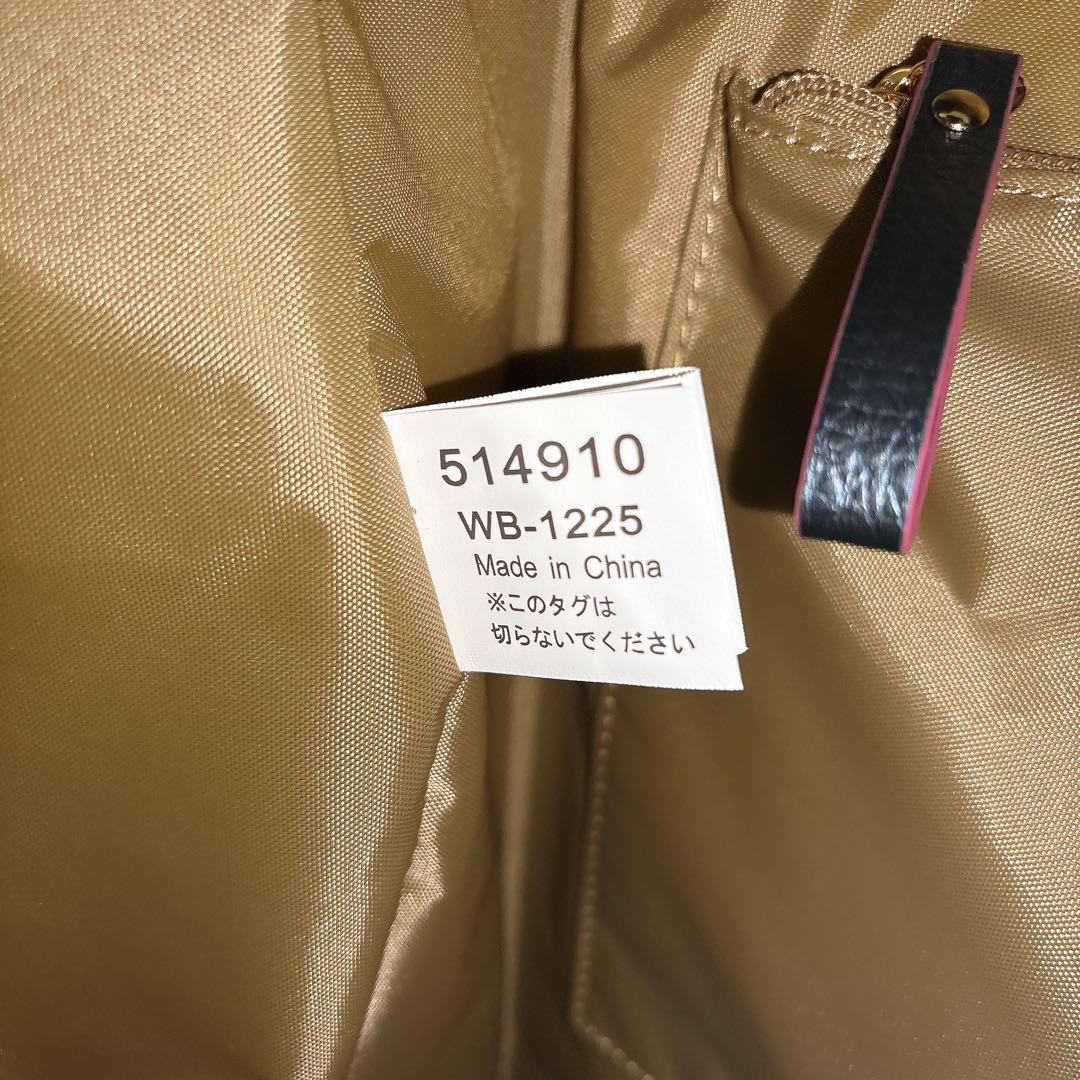 514910
WB-1225
Made in China
※このタグは
切らないでください